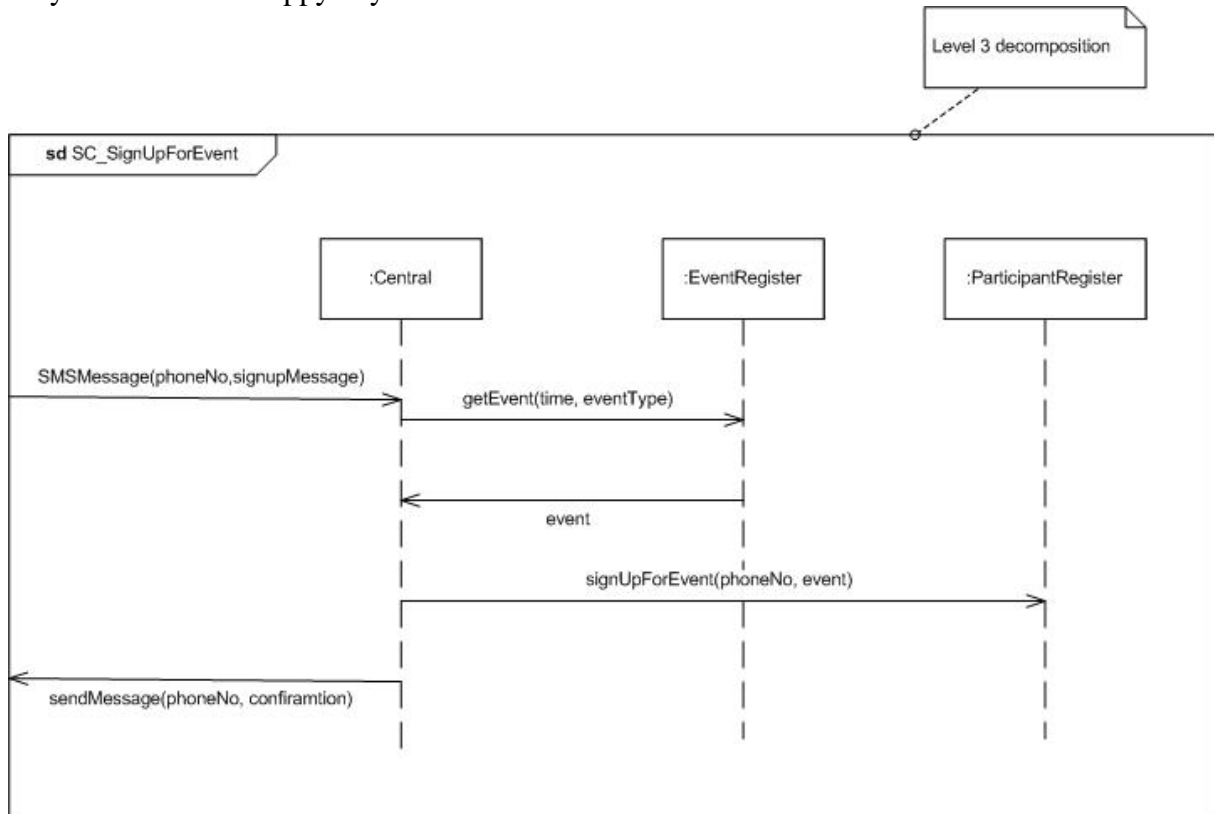 Level 3 decomposition
sd SC_SignUpForEvent
:Central
:EventRegister
:ParticipantRegister
SMSMessage(phoneNo,signupMessage)
getEvent(time, eventType)
event
signUpForEvent(phoneNo, event)
sendMessage(phoneNo, confiramtion)